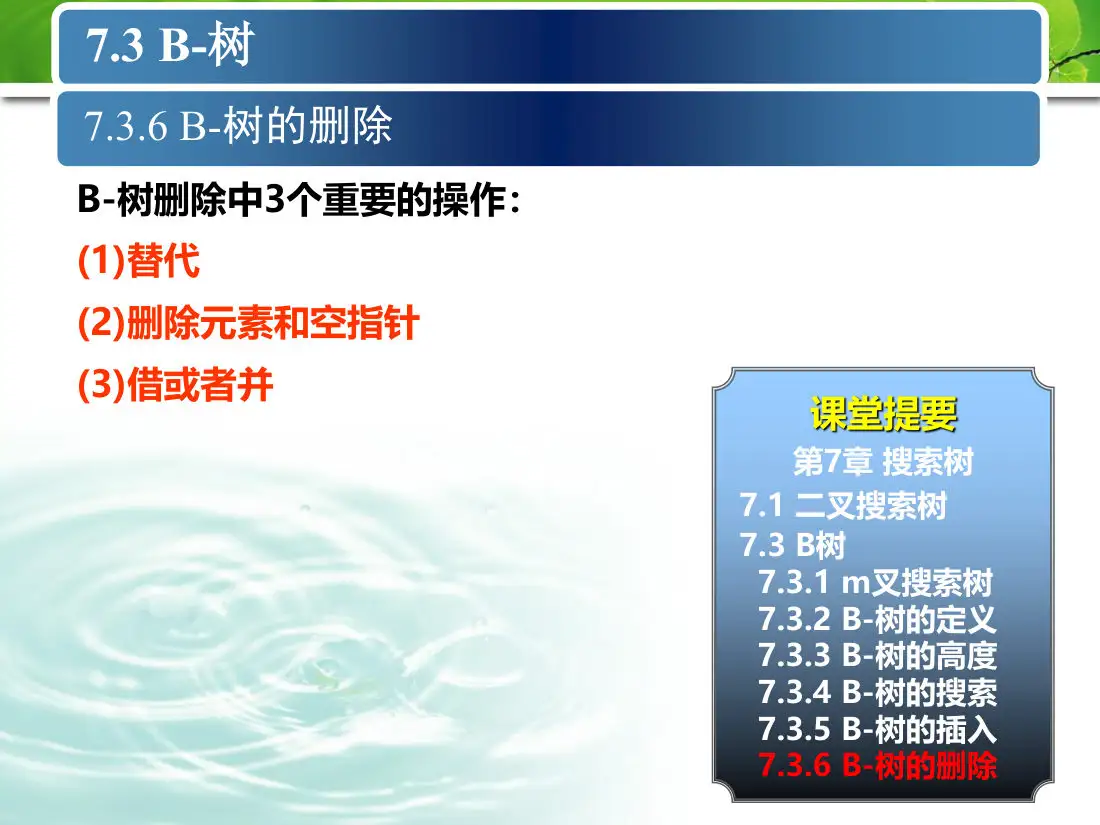 7.3 B-树
7.3.6 B-树的删除
B-树删除中3个重要的操作：
(1)替代
(2)删除元素和空指针
(3)借或者并
课堂提要
第7章 搜索树
7.1 二叉搜索树
7.3 B树
7.3.1 m叉搜索树
7.3.2 B-树的定义
7.3.3 B-树的高度
7.3.4 B-树的搜索
7.3.5 B-树的插入
7.3.6 B-树的删除